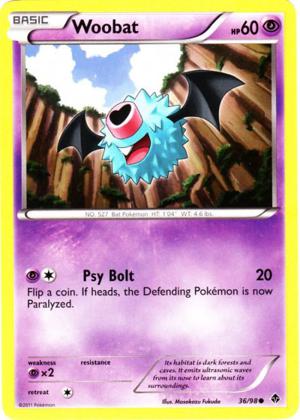 BASIC
Woobat
HP60
NO. 527 Bat Pokémon HT: 1'04" WT: 4.6 lbs.
Psy Bolt 20
Flip a coin. If heads, the Defending Pokémon is now
Paralyzed.
weakness
resistance
×2
retreat
Its habitat is dark forests and
caves. It emits ultrasonic waves
from its nose to learn about its
surroundings.
©2011 Pokémon
Illus. Masakazu Fukuda
36/98